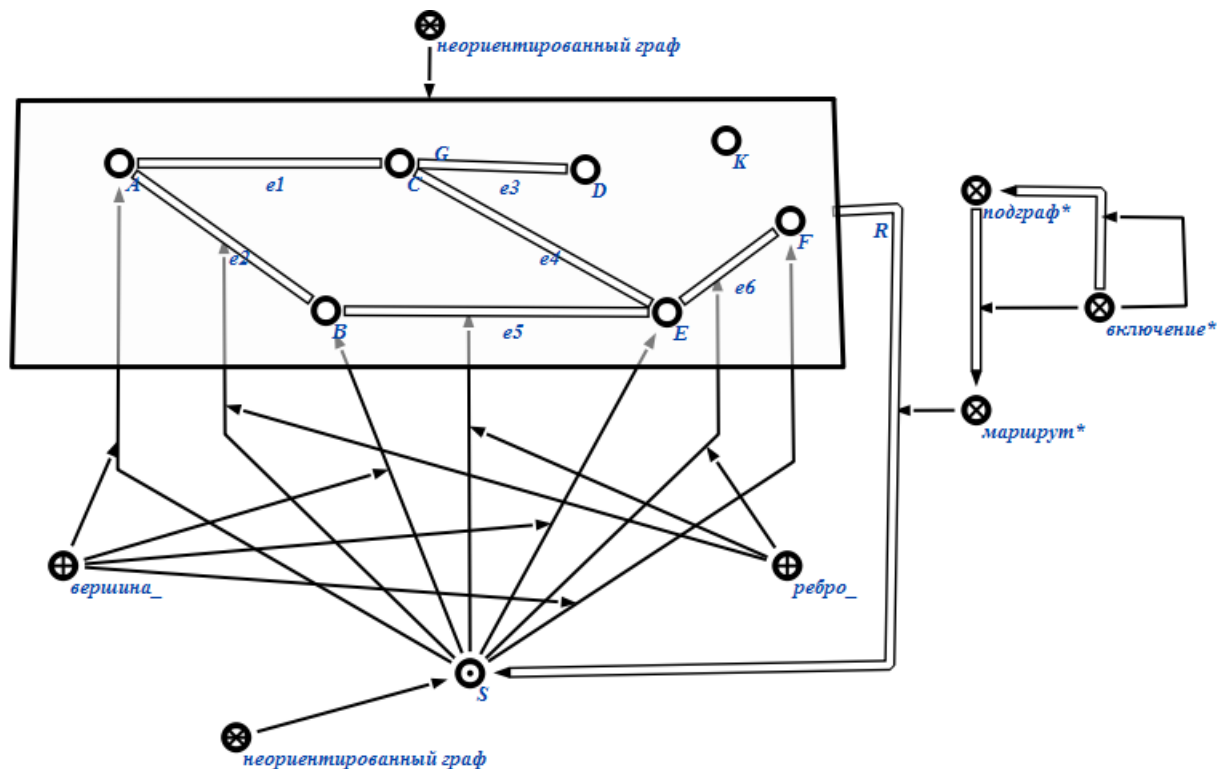 неориентированный граф
K
G
A
e1
C
e3
D
подграф*
R
F
e2
e4
e6
B
e5
E
включение*
маршрут*
вершина_
ребро_
S
неориентированный граф